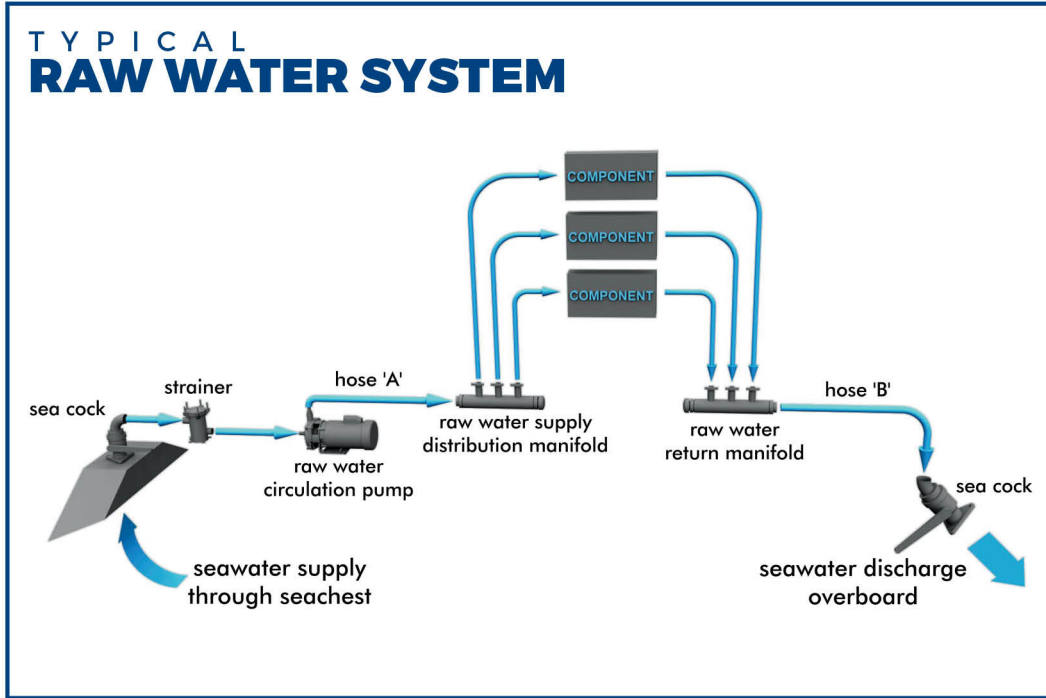 TYPICAL
RAW WATER SYSTEM
COMPONENT
COMPONENT
COMPONENT
strainer
sea cock
hose 'A'
raw water
circulation pump
raw water supply
distribution manifold
raw water
return manifold
hose 'B'
sea cock
seawater supply
through seachest
seawater discharge
overboard